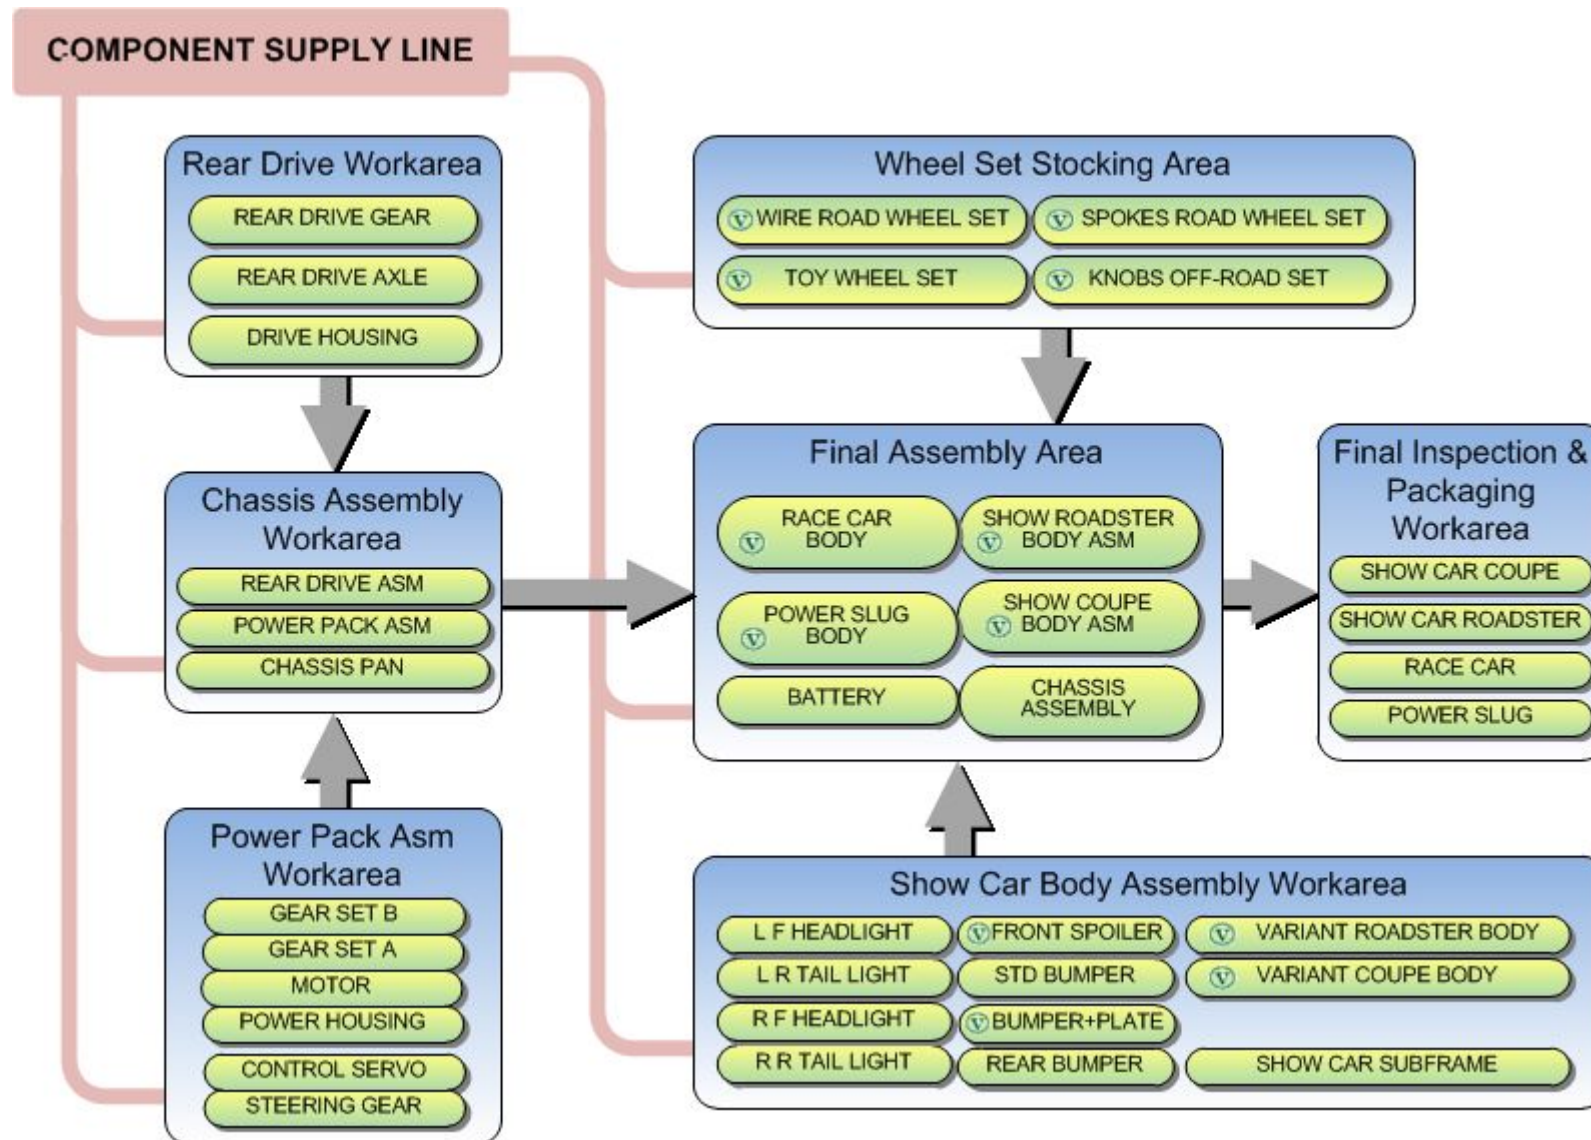 COMPONENT SUPPLY LINE
Rear Drive Workarea
REAR DRIVE GEAR
REAR DRIVE AXLE
DRIVE HOUSING
Wheel Set Stocking Area
V WIRE ROAD WHEEL SET
V SPOKES ROAD WHEEL SET
V TOY WHEEL SET
V KNOBS OFF-ROAD SET
Chassis Assembly
Workarea
REAR DRIVE ASM
POWER PACK ASM
CHASSIS PAN
Final Assembly Area
RACE CAR
V BODY
SHOW ROADSTER
V BODY ASM
POWER SLUG
V BODY
SHOW COUPE
V BODY ASM
BATTERY
CHASSIS
ASSEMBLY
Final Inspection &
Packaging
Workarea
SHOW CAR COUPE
SHOW CAR ROADSTER
RACE CAR
POWER SLUG
Power Pack Asm
Workarea
GEAR SET B
GEAR SET A
MOTOR
POWER HOUSING
CONTROL SERVO
STEERING GEAR
Show Car Body Assembly Workarea
L F HEADLIGHT
V FRONT SPOILER
V VARIANT ROADSTER BODY
L R TAIL LIGHT
STD BUMPER
V VARIANT COUPE BODY
R F HEADLIGHT
V BUMPER+PLATE
R R TAIL LIGHT
REAR BUMPER
SHOW CAR SUBFRAME